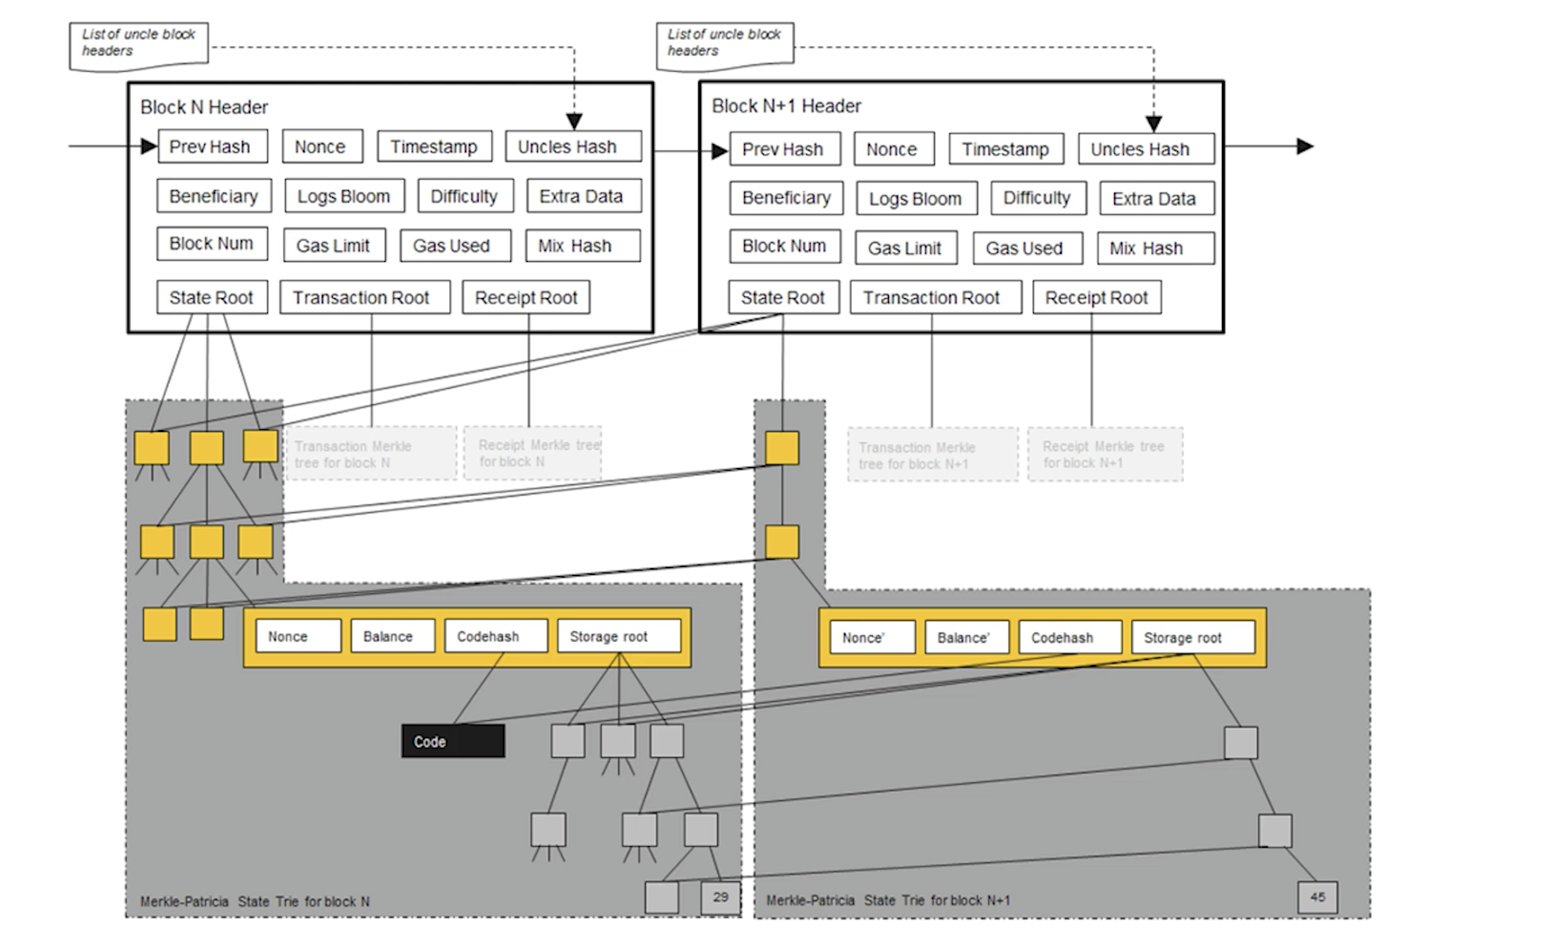 List of uncle block
headers
List of uncle block
headers
Block N Header
Prev Hash
Nonce
Timestamp
Uncles Hash
Beneficiary
Logs Bloom
Difficulty
Extra Data
Block Num
Gas Limit
Gas Used
Mix Hash
State Root
Transaction Root
Receipt Root
Block N+1 Header
Prev Hash
Nonce
Timestamp
Uncles Hash
Beneficiary
Logs Bloom
Difficulty
Extra Data
Block Num
Gas Limit
Gas Used
Mix Hash
State Root
Transaction Root
Receipt Root
Transaction Merkle
tree for block N
Receipt Merkle tree
for block N
Transaction Merkle
tree for block N+1
Receipt Merkle tree
for block N+1
Nonce
Balance
Codehash
Storage root
Nonce'
Balance'
Codehash
Storage root
Code
29
45
Merkle-Patricia State Trie for block N
Merkle-Patricia State Trie for block N+1